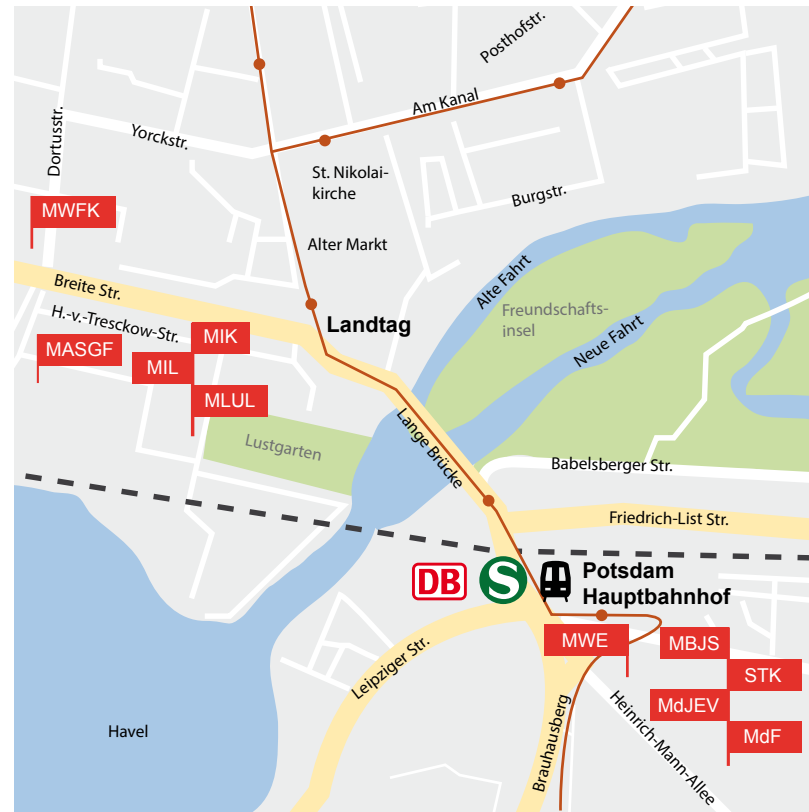 Posthofstr.
Am Kanal
Dortusstr.
Yorckstr.
St. Nikolai-
kirche
Burgstr.
MWFK
Alter Markt
Alte Fahrt
Breite Str.
Freundschafts-
insel
Neue Fahrt
H.-v.-Tresckow-Str.
Landtag
MIK
MASGF
MIL
MLUL
Lange Brücke
Lustgarten
Babelsberger Str.
Friedrich-List Str.
DB
S
Potsdam
Hauptbahnhof
MWE
MBJS
Leipziger Str.
STK
MdJEV
Heinrich-Mann-Allee
Brauhausberg
Havel
MdF